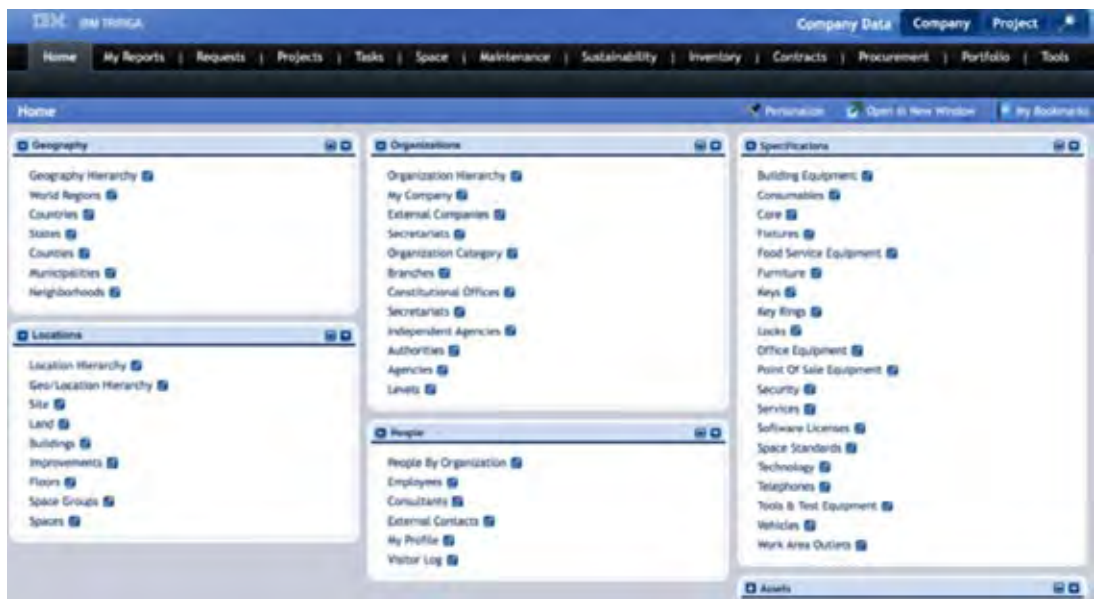 IBM IBM TRIRIGA
Company Data Company Project
Home My Reports | Requests | Projects | Tasks | Space | Maintenance | Sustainability | Inventory | Contracts | Procurement | Portfolio | Tools
Home Personalize Open in New Window My Bookmarks
Geography
Geography Hierarchy
World Regions
Countries
States
Counties
Municipalities
Neighborhoods
Locations
Location Hierarchy
Geo/Location Hierarchy
Site
Land
Buildings
Improvements
Floors
Space Groups
Spaces
Organizations
Organization Hierarchy
My Company
External Companies
Secretariats
Organization Category
Branches
Constitutional Offices
Secretariats
Independent Agencies
Authorities
Agencies
Levels
People
People By Organization
Employees
Consultants
External Contacts
My Profile
Visitor Log
Specifications
Building Equipment
Consumables
Core
Fixtures
Food Service Equipment
Furniture
Keys
Key Rings
Locks
Office Equipment
Point Of Sale Equipment
Security
Services
Software Licenses
Space Standards
Technology
Telephones
Tools & Test Equipment
Vehicles
Work Area Outlets
Assets